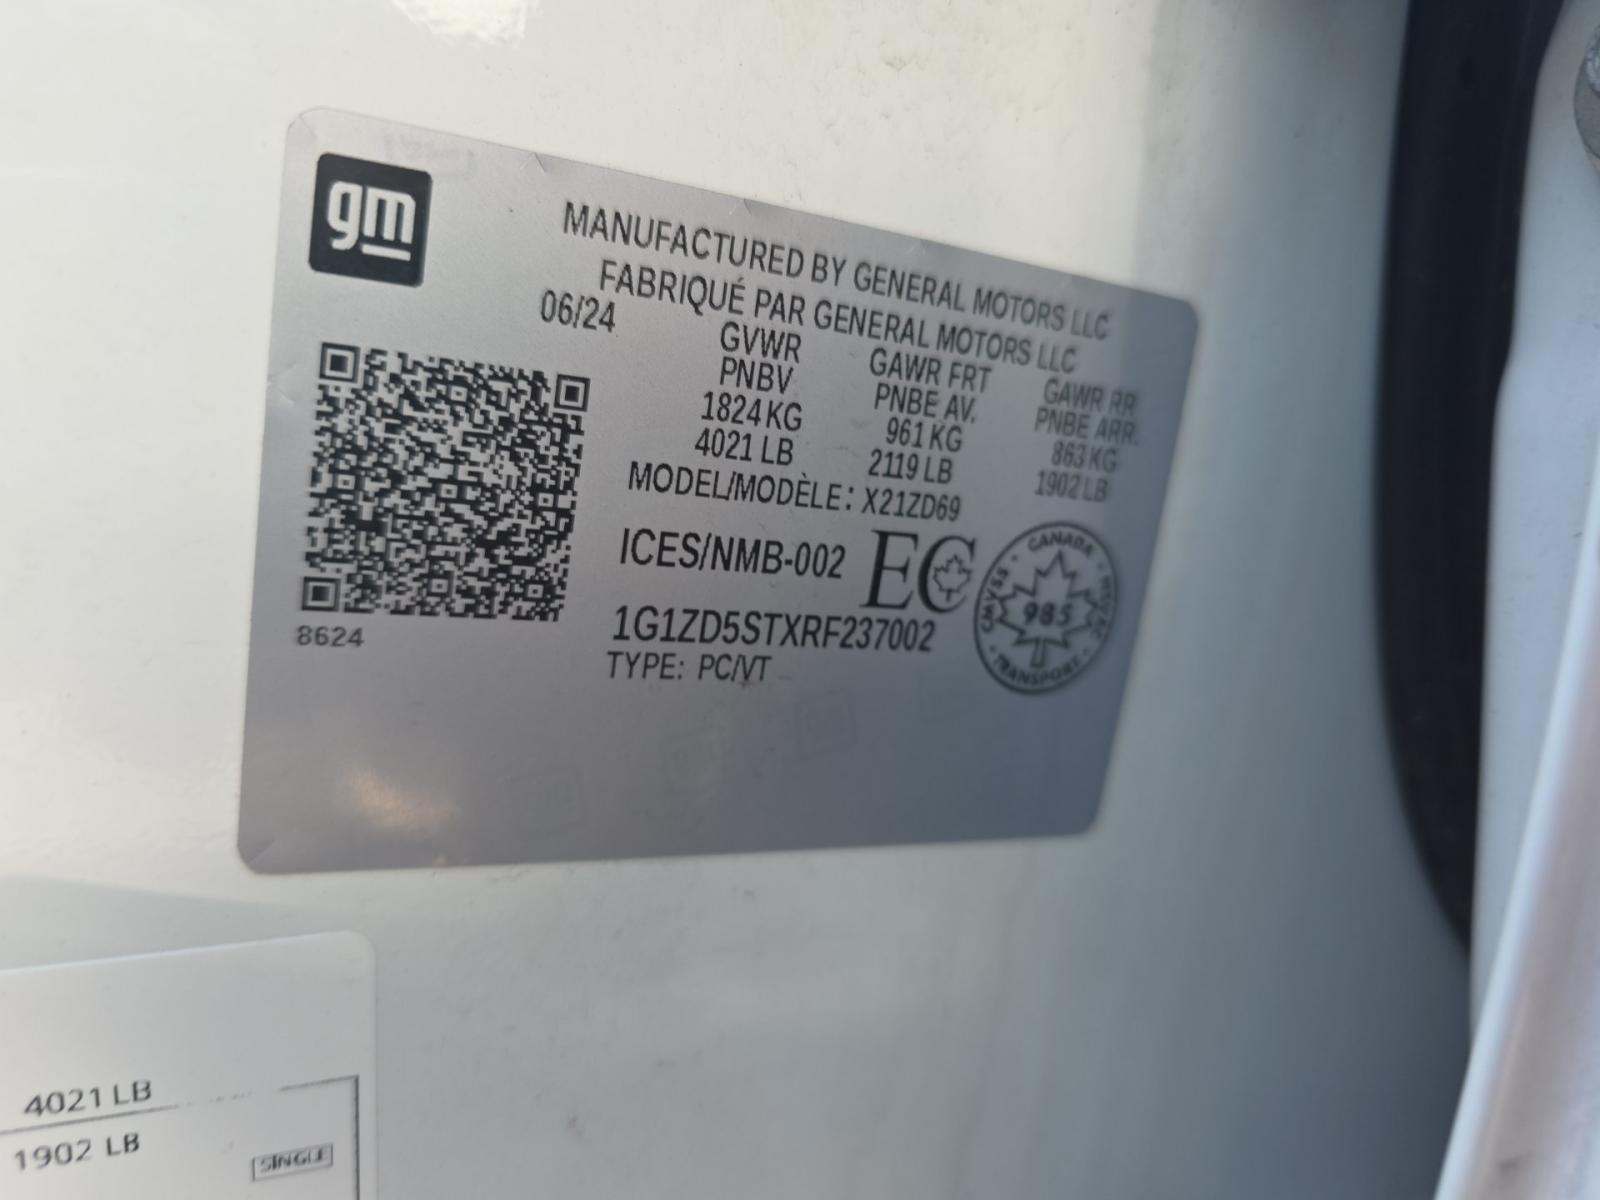 gm
MANUFACTURED BY GENERAL MOTORS LLC
FABRIQUÉ PAR GENERAL MOTORS LLC
06/24
GVWR GAWR FRT GAWR RR
PNBV PNBE AV. PNBE ARR.
1824 KG 961 KG 863 KG
4021 LB 2119 LB 1902 LB
MODEL/MODÈLE: X21ZD69
ICES/NMB-002 EC
CANADA
CMVSS 985 NSVAC
TRANSPORT
8624
1G1ZD5STXRF237002
TYPE: PC/VT
4021 LB
1902 LB
SINGLE